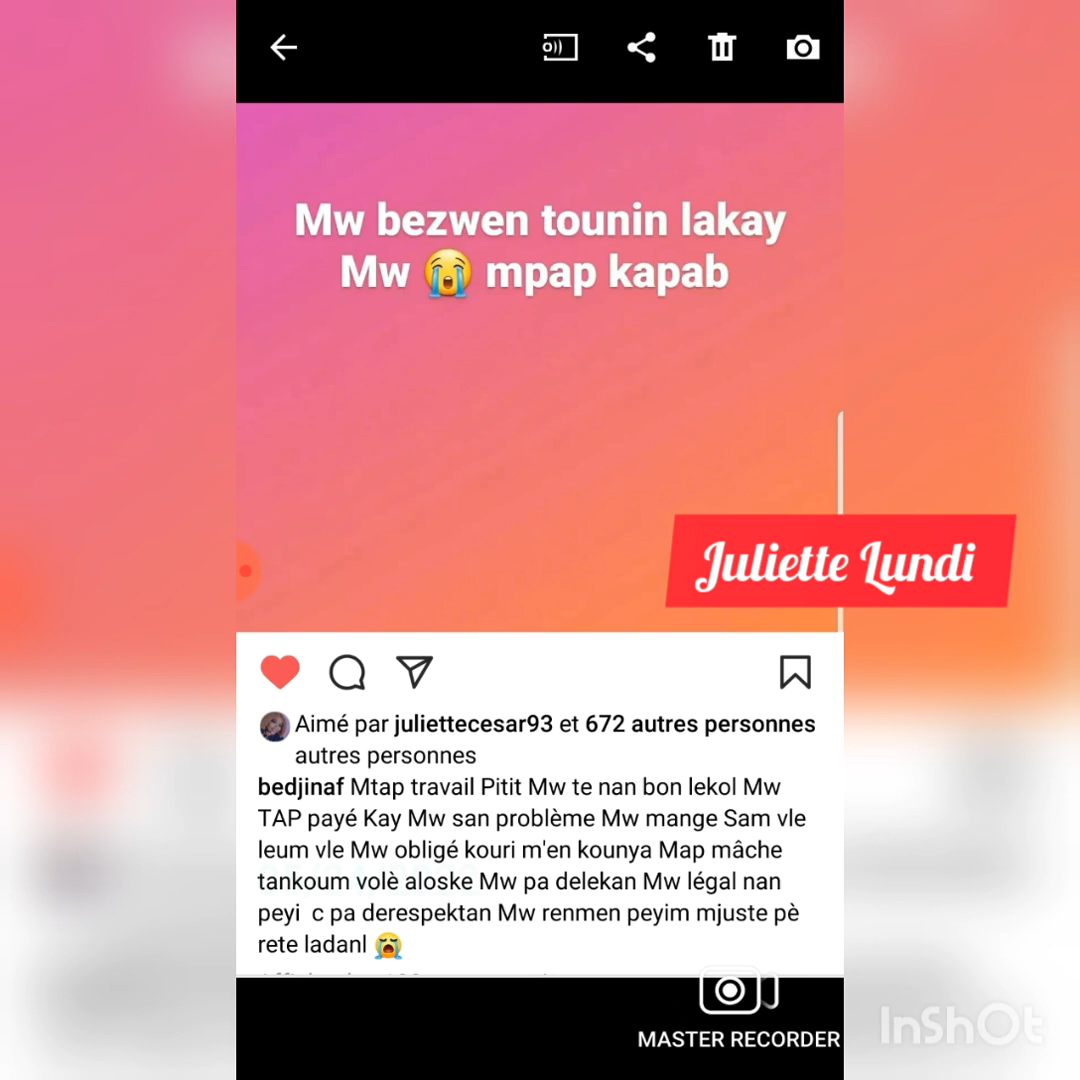 Mw bezwen tounin lakay
Mw 😭 mpap kapab
Juliette Lundi
Aimé par juliettecesar93 et 672 autres personnes
autres personnes
bedjinaf Mtap travail Pitit Mw te nan bon lekol Mw
TAP payé Kay Mw san problème Mw mange Sam vle
leum vle Mw obligé kouri m'en kounya Map mâche
tankoum volè aloske Mw pa delekan Mw légal nan
peyi c pa derespektan Mw renmen peyim mjuste pè
rete ladanl 😭
MASTER RECORDER
InShOt